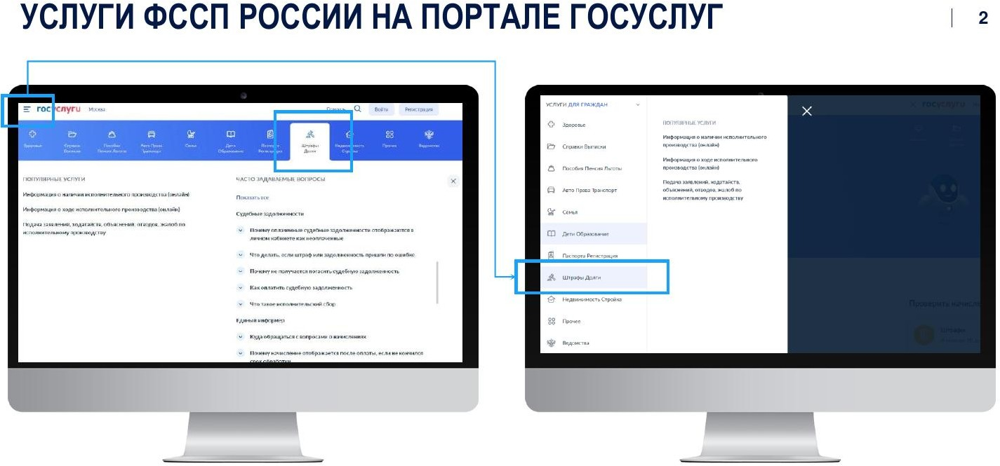 УСЛУГИ ФССП РОССИИ НА ПОРТАЛЕ ГОСУСЛУГ
2
госуслуги
Москва
Помощь
Войти
Регистрация
Здоровье
Справки
Выписки
Пособия
Пенсия Льготы
Авто Права
Транспорт
Семья
Дети
Образование
Паспорта
Регистрация
Штрафы
Долги
Недвижимость
Стройка
Прочее
Ведомства
ПОПУЛЯРНЫЕ УСЛУГИ
Информация о наличии исполнительного производства (онлайн)
Информация о ходе исполнительного производства (онлайн)
Подача заявлений, ходатайств, объяснений, отводов, жалоб по
исполнительному производству
ЧАСТО ЗАДАВАЕМЫЕ ВОПРОСЫ
Показать все
Судебные задолженности
Почему оплаченные судебные задолженности отображаются в
личном кабинете как неоплаченные
Что делать, если штраф или задолженность пришли по ошибке
Почему не получается погасить судебную задолженность
Как оплатить судебную задолженность
Что такое исполнительский сбор
Единый информер
Куда обращаться с вопросами о начислениях
Почему начисление отображается после оплаты, если не кончился
срок обработки
УСЛУГИ ДЛЯ ГРАЖДАН
Здоровье
Справки Выписки
Пособия Пенсия Льготы
Авто Права Транспорт
Семья
Дети Образование
Паспорта Регистрация
Штрафы Долги
Недвижимость Стройка
Прочее
Ведомства
ПОПУЛЯРНЫЕ УСЛУГИ
Информация о наличии исполнительного
производства (онлайн)
Информация о ходе исполнительного
производства (онлайн)
Подача заявлений, ходатайств,
объяснений, отводов, жалоб по
исполнительному производству
госуслуги
Проверить начисле
Штрафы